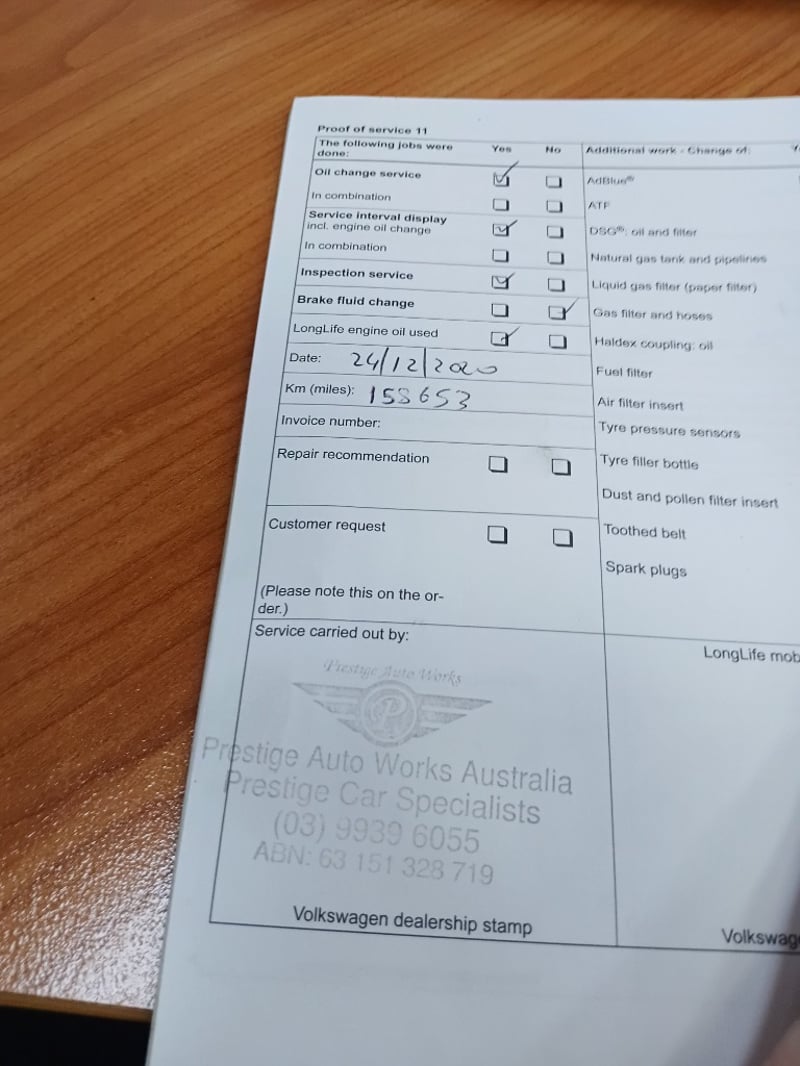 Proof of service 11
The following jobs were done: Yes No
Oil change service
In combination
Service interval display
incl. engine oil change
In combination
Inspection service
Brake fluid change
LongLife engine oil used
Date: 24/12/2020
Km (miles): 158653
Invoice number:
Repair recommendation
Customer request
(Please note this on the or-
der.)
Service carried out by:
Prestige Auto Works
P
Prestige Auto Works Australia
Prestige Car Specialists
(03) 9939 6055
ABN: 63 151 328 719
Volkswagen dealership stamp
Additional work - Change of:
AdBlue®
ATF
DSG®: oil and filter
Natural gas tank and pipelines
Liquid gas filter (paper filter)
Gas filter and hoses
Haldex coupling: oil
Fuel filter
Air filter insert
Tyre pressure sensors
Tyre filler bottle
Dust and pollen filter insert
Toothed belt
Spark plugs
LongLife mob
Volkswag